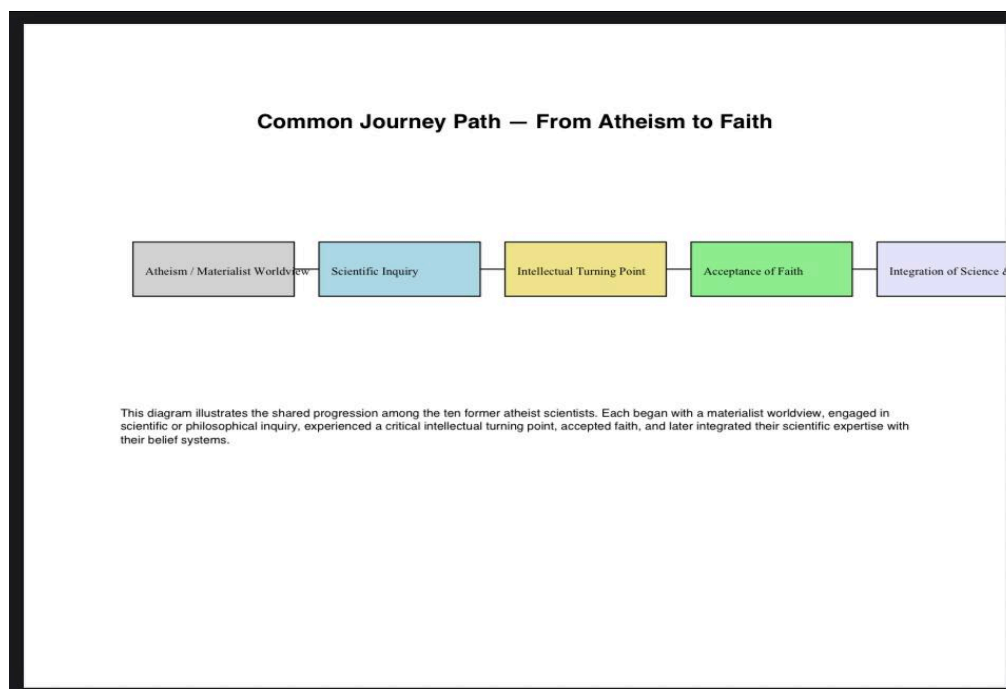 Common Journey Path — From Atheism to Faith
Atheism / Materialist Worldview
Scientific Inquiry
Intellectual Turning Point
Acceptance of Faith
Integration of Science &
This diagram illustrates the shared progression among the ten former atheist scientists. Each began with a materialist worldview, engaged in
scientific or philosophical inquiry, experienced a critical intellectual turning point, accepted faith, and later integrated their scientific expertise with
their belief systems.